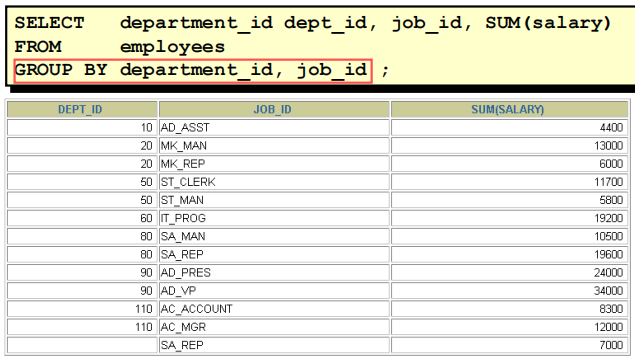 SELECT department_id dept_id, job_id, SUM(salary)
FROM employees
GROUP BY department_id, job_id ;
DEPT_ID JOB_ID SUM(SALARY)
10 AD_ASST 4400
20 MK_MAN 13000
20 MK_REP 6000
50 ST_CLERK 11700
50 ST_MAN 5800
60 IT_PROG 19200
80 SA_MAN 10500
80 SA_REP 19600
90 AD_PRES 24000
90 AD_VP 34000
110 AC_ACCOUNT 8300
110 AC_MGR 12000
SA_REP 7000